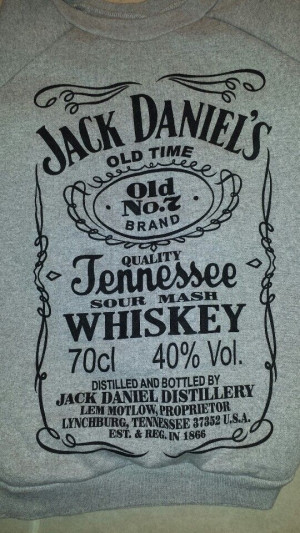 JACK DANIEL'S
OLD TIME
Old
No.7
BRAND
QUALITY
Tennessee
SOUR MASH
WHISKEY
70cl 40% Vol.
DISTILLED AND BOTTLED BY
JACK DANIEL DISTILLERY
LEM MOTLOW, PROPRIETOR
LYNCHBURG, TENNESSEE 37352 U.S.A.
EST. & REG. IN 1866